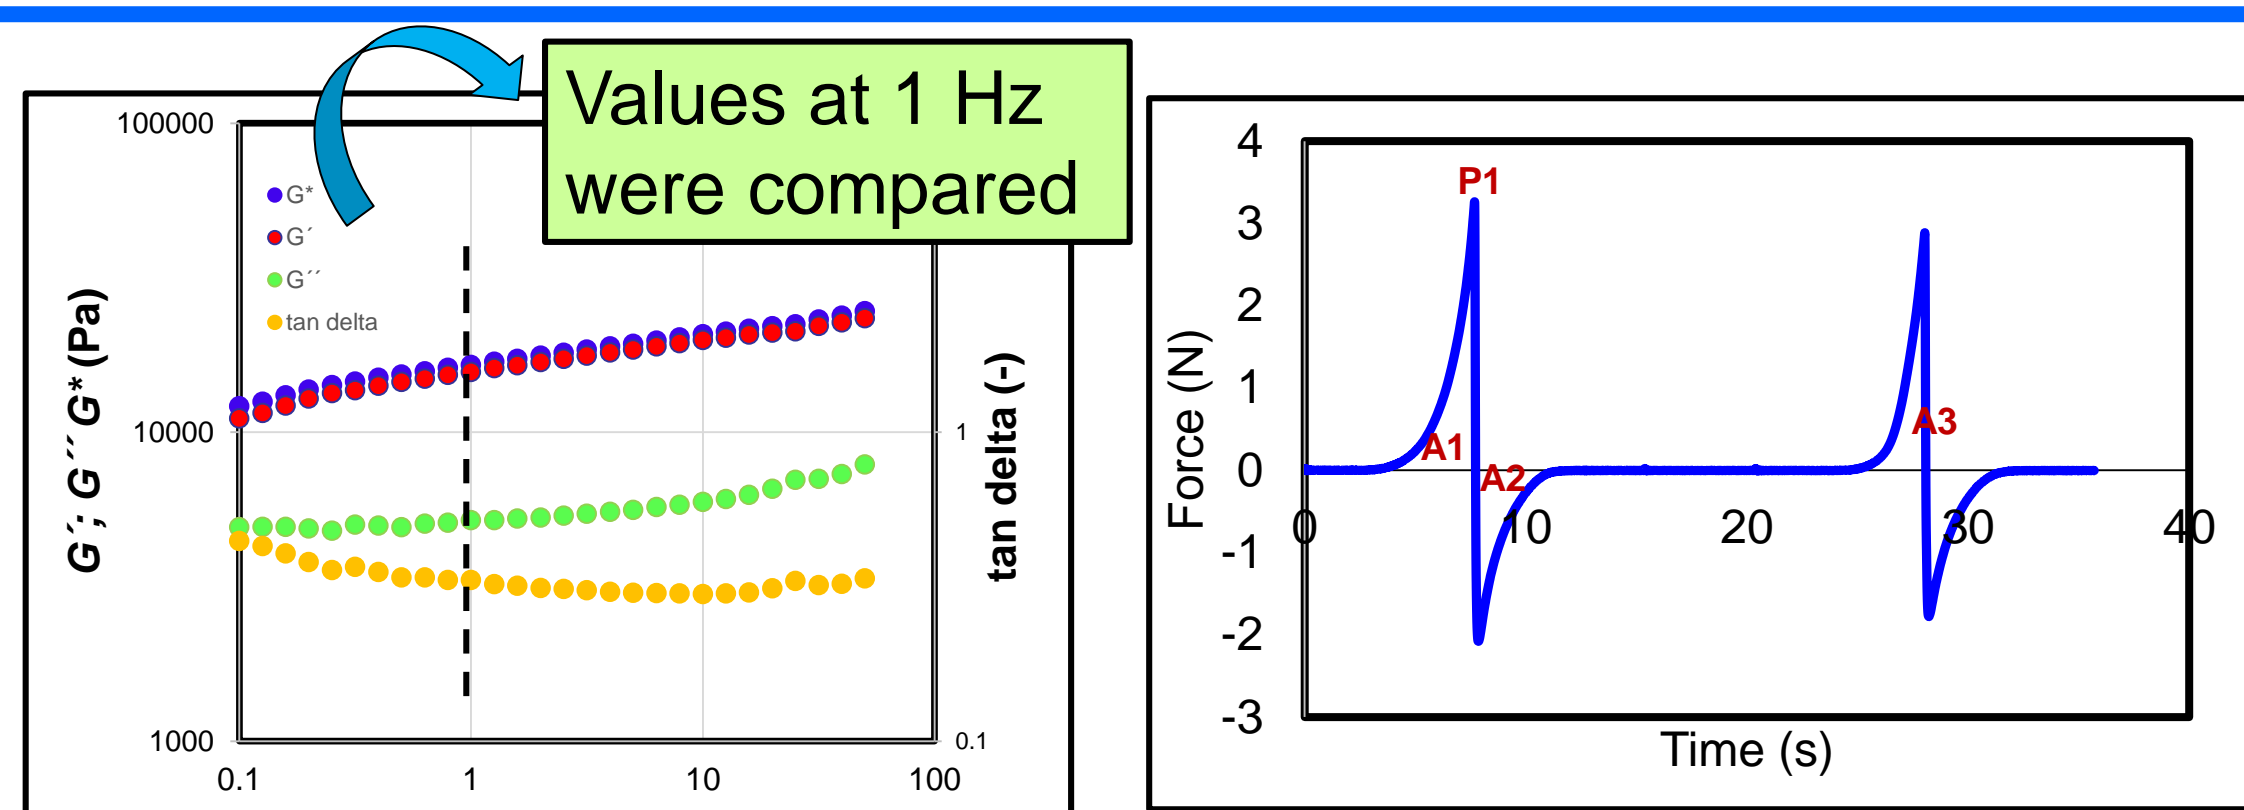 Values at 1 Hz
were compared
100000
10000
1000
G*
G´
G´´
tan delta
G´; G´´ G* (Pa)
1
0.1
tan delta (-)
0.1
1
10
100
4
3
2
1
0
-1
-2
-3
Force (N)
P1
A1
A2
A3
0
10
20
30
40
Time (s)